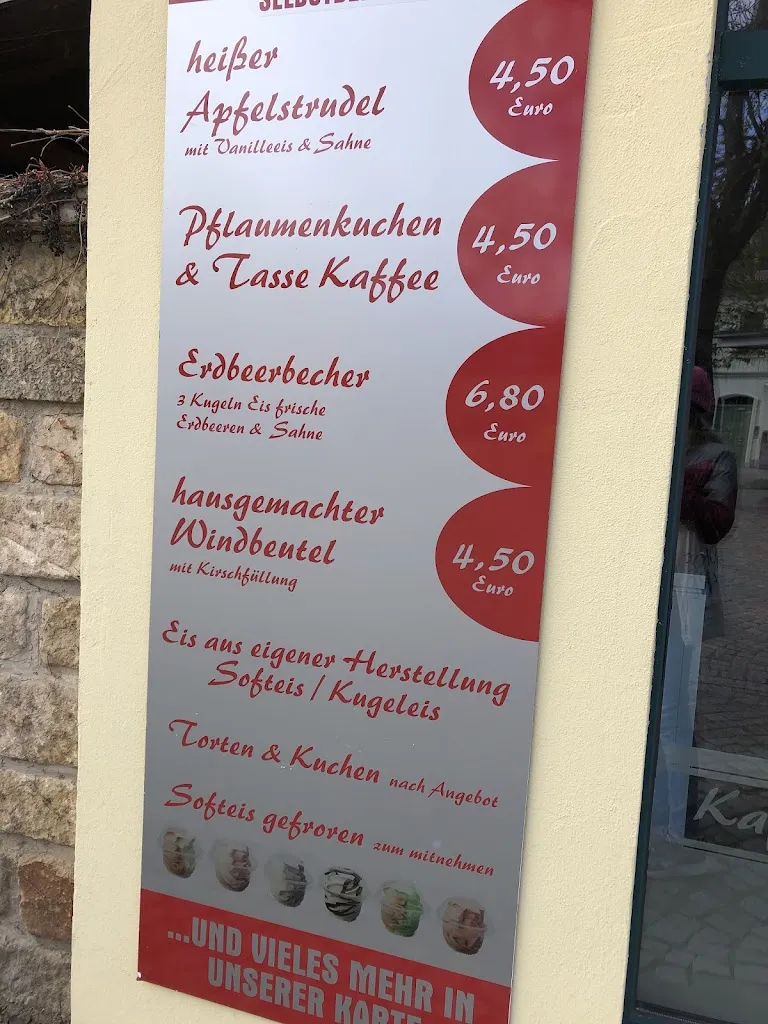 heißer
Apfelstrudel
mit Vanilleeis & Sahne
4,50
Euro
Pflaumenkuchen
& Tasse Kaffee
4,50
Euro
Erdbeerbecher
3 Kugeln Eis frische
Erdbeeren & Sahne
6,80
Euro
hausgemachter
Windbeutel
mit Kirschfüllung
4,50
Euro
Eis aus eigener Herstellung
Softeis / Kugeleis
Torten & Kuchen nach Angebot
Softeis gefroren zum mitnehmen
...UND VIELES MEHR IN
UNSERER KARTE